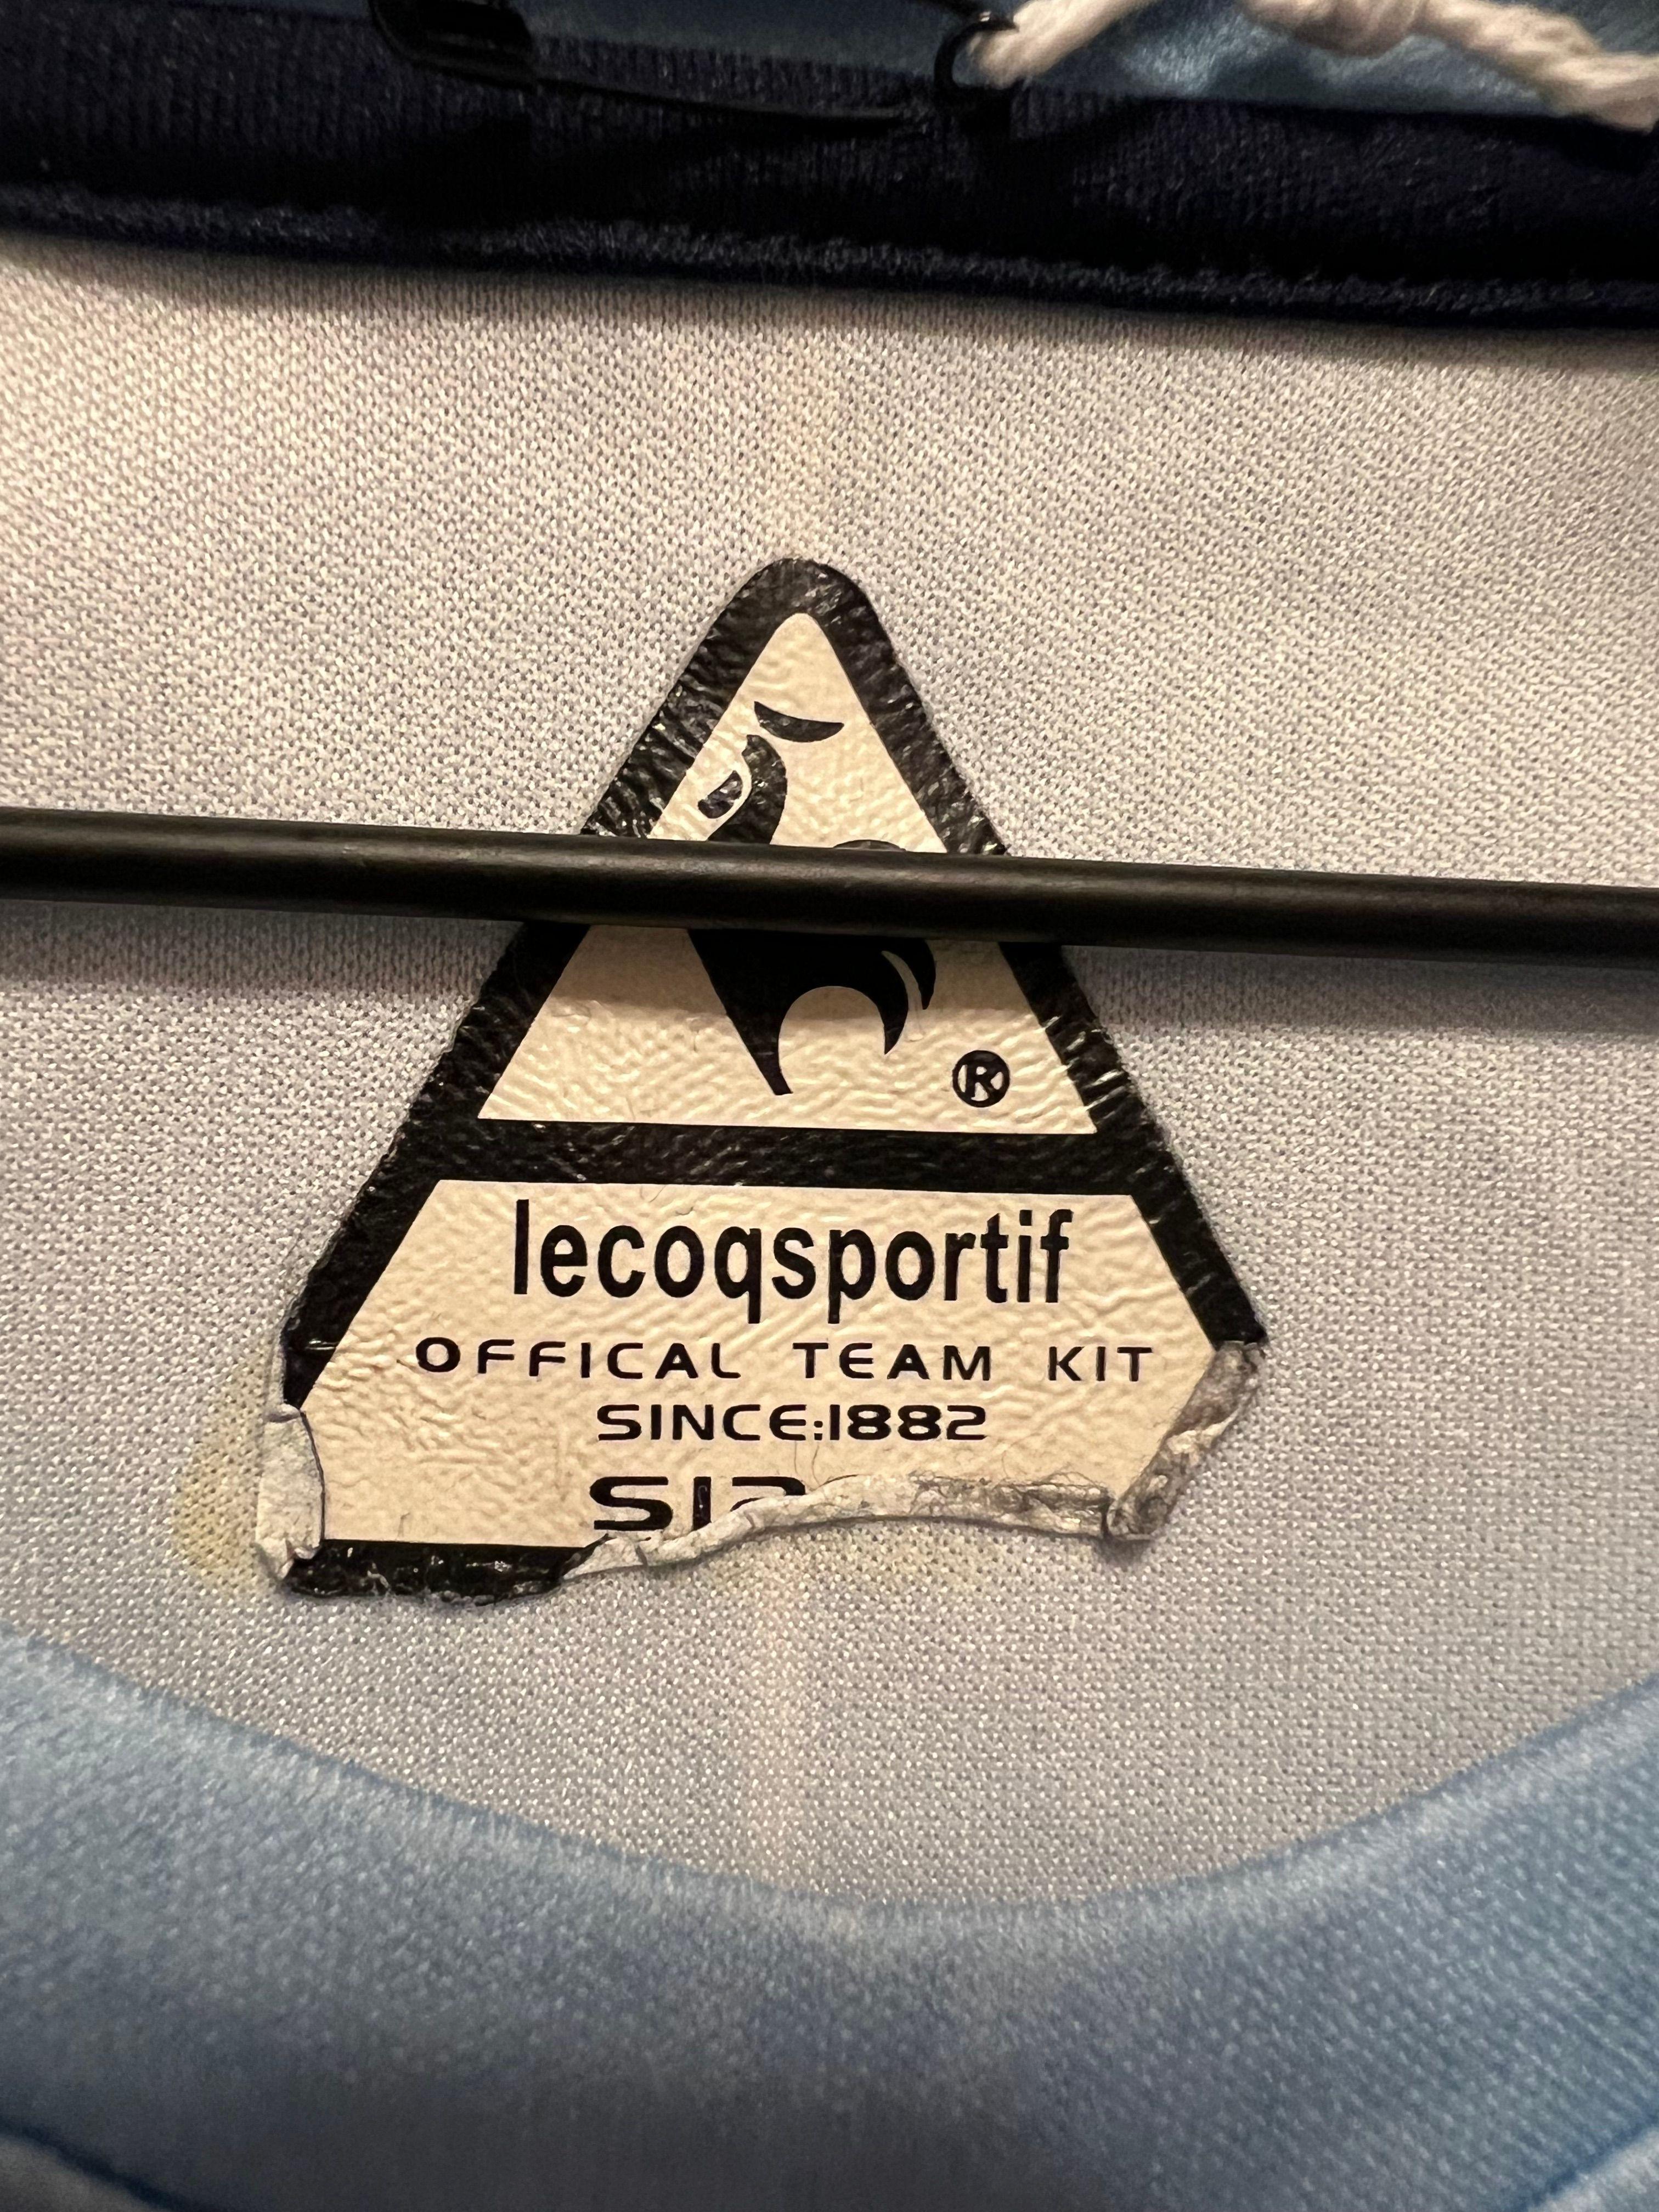 ®
lecoqsportif
OFFICAL TEAM KIT
SINCE:1882